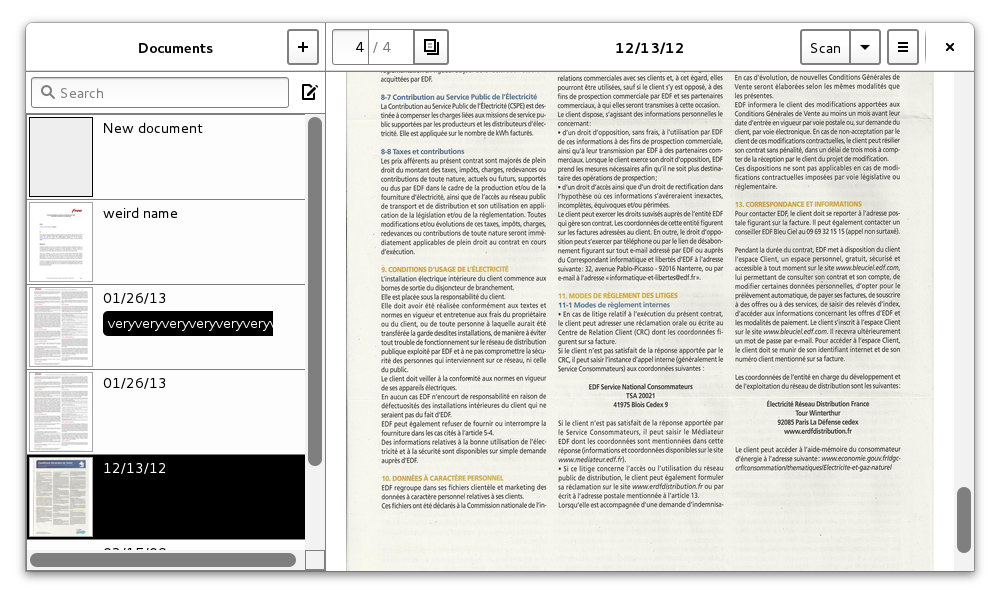 Documents
+
4 / 4
12/13/12
Scan
Search
New document
weird name
01/26/13
veryveryveryveryveryv
01/26/13
12/13/12
acquittées par EDF.
8-7 Contribution au Service Public de l'Électricité
La Contribution au Service Public de l'Électricité (CSPE) est des-
tinée à compenser les charges liées aux missions de service pu-
blic supportées par les producteurs et les distributeurs d'élec-
tricité. Elle est appliquée sur le nombre de kWh facturés.
8-8 Taxes et contributions
Les prix afférents au présent contrat sont majorés de plein
droit du montant des taxes, impôts, charges, redevances ou
contributions de toute nature, actuels ou futurs, supportés
ou dus par EDF dans le cadre de la production et/ou de la
fourniture d'électricité, ainsi que de l'accès au réseau public
de transport et de distribution et son utilisation en appli-
cation de la législation et/ou de la réglementation. Toutes
modifications et/ou évolutions de ces taxes, impôts, charges,
redevances ou contributions de toute nature seront immé-
diatement applicables de plein droit au contrat en cours
d'exécution.
9. CONDITIONS D'USAGE DE L'ÉLECTRICITÉ
L'installation électrique intérieure du client commence aux
bornes de sortie du disjoncteur de branchement.
Elle est placée sous la responsabilité du client.
Elle doit avoir été réalisée conformément aux textes et
normes en vigueur et entretenue aux frais du propriétaire
ou du client, ou de toute personne à laquelle aurait été
transférée la garde desdites installations, de manière à éviter
tout trouble de fonctionnement sur le réseau de distribution
publique exploité par EDF et à ne pas compromettre la sécu-
rité des personnes qui interviennent sur ce réseau, ni celle
du public.
Le client doit veiller à la conformité aux normes en vigueur
de ses appareils électriques.
En aucun cas EDF n'encourt de responsabilité en raison de
défectuosités des installations intérieures du client qui ne
seraient pas du fait d'EDF.
EDF peut également refuser de fournir ou interrompre la
fourniture dans les cas cités à l'article 5-4.
Des informations relatives à la bonne utilisation de l'élec-
tricité et à la sécurité sont disponibles sur simple demande
auprès d'EDF.
10. DONNÉES À CARACTÈRE PERSONNEL
EDF regroupe dans ses fichiers clientèle et marketing des
données à caractère personnel relatives à ses clients.
Ces fichiers ont été déclarés à la Commission nationale de l'in-
relations commerciales avec ses clients et, à cet égard, elles
pourront être utilisées, sauf si le client s'y est opposé, à des
fins de prospection commerciale par EDF et ses partenaires
commerciaux, à qui elles seront transmises à cette occasion.
Le client dispose, s'agissant des informations personnelles le
concernant :
• d'un droit d'opposition, sans frais, à l'utilisation par EDF
de ces informations à des fins de prospection commerciale,
ainsi qu'à leur transmission par EDF à des partenaires com-
merciaux. Lorsque le client exerce son droit d'opposition, EDF
prend les mesures nécessaires afin qu'il ne soit plus destina-
taire des opérations de prospection;
• d'un droit d'accès ainsi que d'un droit de rectification dans
l'hypothèse où ces informations s'avéreraient inexactes,
incomplètes, équivoques et/ou périmées.
Le client peut exercer les droits susvisés auprès de l'entité EDF
qui gère son contrat. Les coordonnées de cette entité figurent
sur les factures adressées au client. En outre, le droit d'oppo-
sition peut s'exercer par téléphone ou par le lien de désabon-
nement figurant sur tout e-mail adressé par EDF ou auprès
du Correspondant informatique et libertés d'EDF à l'adresse
suivante : 32, avenue Pablo-Picasso - 92016 Nanterre, ou par
e-mail à l'adresse «informatique-et-libertes@edf.fr».
11. MODES DE RÈGLEMENT DES LITIGES
11-1 Modes de règlement internes
• En cas de litige relatif à l'exécution du présent contrat,
le client peut adresser une réclamation orale ou écrite au
Centre de Relation Client (CRC) dont les coordonnées fi-
gurent sur sa facture.
Si le client n'est pas satisfait de la réponse apportée par le
CRC, il peut saisir l'instance d'appel interne (généralement le
Service Consommateurs) aux coordonnées suivantes :
EDF Service National Consommateurs
TSA 20021
41975 Blois Cedex 9
Si le client n'est pas satisfait de la réponse apportée par
le Service Consommateurs, il peut saisir le Médiateur
EDF dont les coordonnées sont mentionnées dans cette
réponse (informations et coordonnées disponibles sur le site
www.mediateur.edf.fr).
• Si ce litige concerne l'accès ou l'utilisation du réseau
public de distribution, le client peut également formuler
sa réclamation sur le site www.erdfdistribution.fr ou par
écrit à l'adresse postale mentionnée à l'article 13.
Lorsqu'elle est accompagnée d'une demande d'indemnisa-
En cas d'évolution, de nouvelles Conditions Générales de
Vente seront élaborées selon les mêmes modalités que
les présentes.
EDF informera le client des modifications apportées aux
Conditions Générales de Vente au moins un mois avant leur
date d'entrée en vigueur par voie postale ou, sur demande du
client, par voie électronique. En cas de non-acceptation par le
client de ces modifications contractuelles, le client peut résilier
son contrat sans pénalité, dans un délai de trois mois à comp-
ter de la réception par le client du projet de modification.
Ces dispositions ne sont pas applicables en cas de modi-
fications contractuelles imposées par voie législative ou
réglementaire.
13. CORRESPONDANCE ET INFORMATIONS
Pour contacter EDF, le client doit se reporter à l'adresse pos-
tale figurant sur la facture. Il peut également contacter un
conseiller EDF Bleu Ciel au 09 69 32 15 15 (appel non surtaxé).
Pendant la durée du contrat, EDF met à disposition du client
l'espace Client, un espace personnel, gratuit, sécurisé et
accessible à tout moment sur le site www.bleuciel.edf.com,
lui permettant de consulter son contrat et son compte, de
modifier certaines données personnelles, d'opter pour le
prélèvement automatique, de payer ses factures, de souscrire
à des offres ou à des services, de saisir des relevés d'index,
d'accéder aux informations concernant les offres d'EDF et
les modalités de paiement. Le client s'inscrit à l'espace Client
sur le site www.bleuciel.edf.com. Il recevra ultérieurement
un mot de passe par e-mail. Pour accéder à l'espace Client,
le client doit se munir de son identifiant internet et de son
numéro client mentionné sur sa facture.
Les coordonnées de l'entité en charge du développement et
de l'exploitation du réseau de distribution sont les suivantes:
Électricité Réseau Distribution France
Tour Winterthur
92085 Paris La Défense cedex
www.erdfdistribution.fr
Le client peut accéder à l'aide-mémoire du consommateur
d'énergie à l'adresse suivante : www.economie.gouv.fr/dgc-
crf/consommation/thematiques/Electricite-et-gaz-naturel